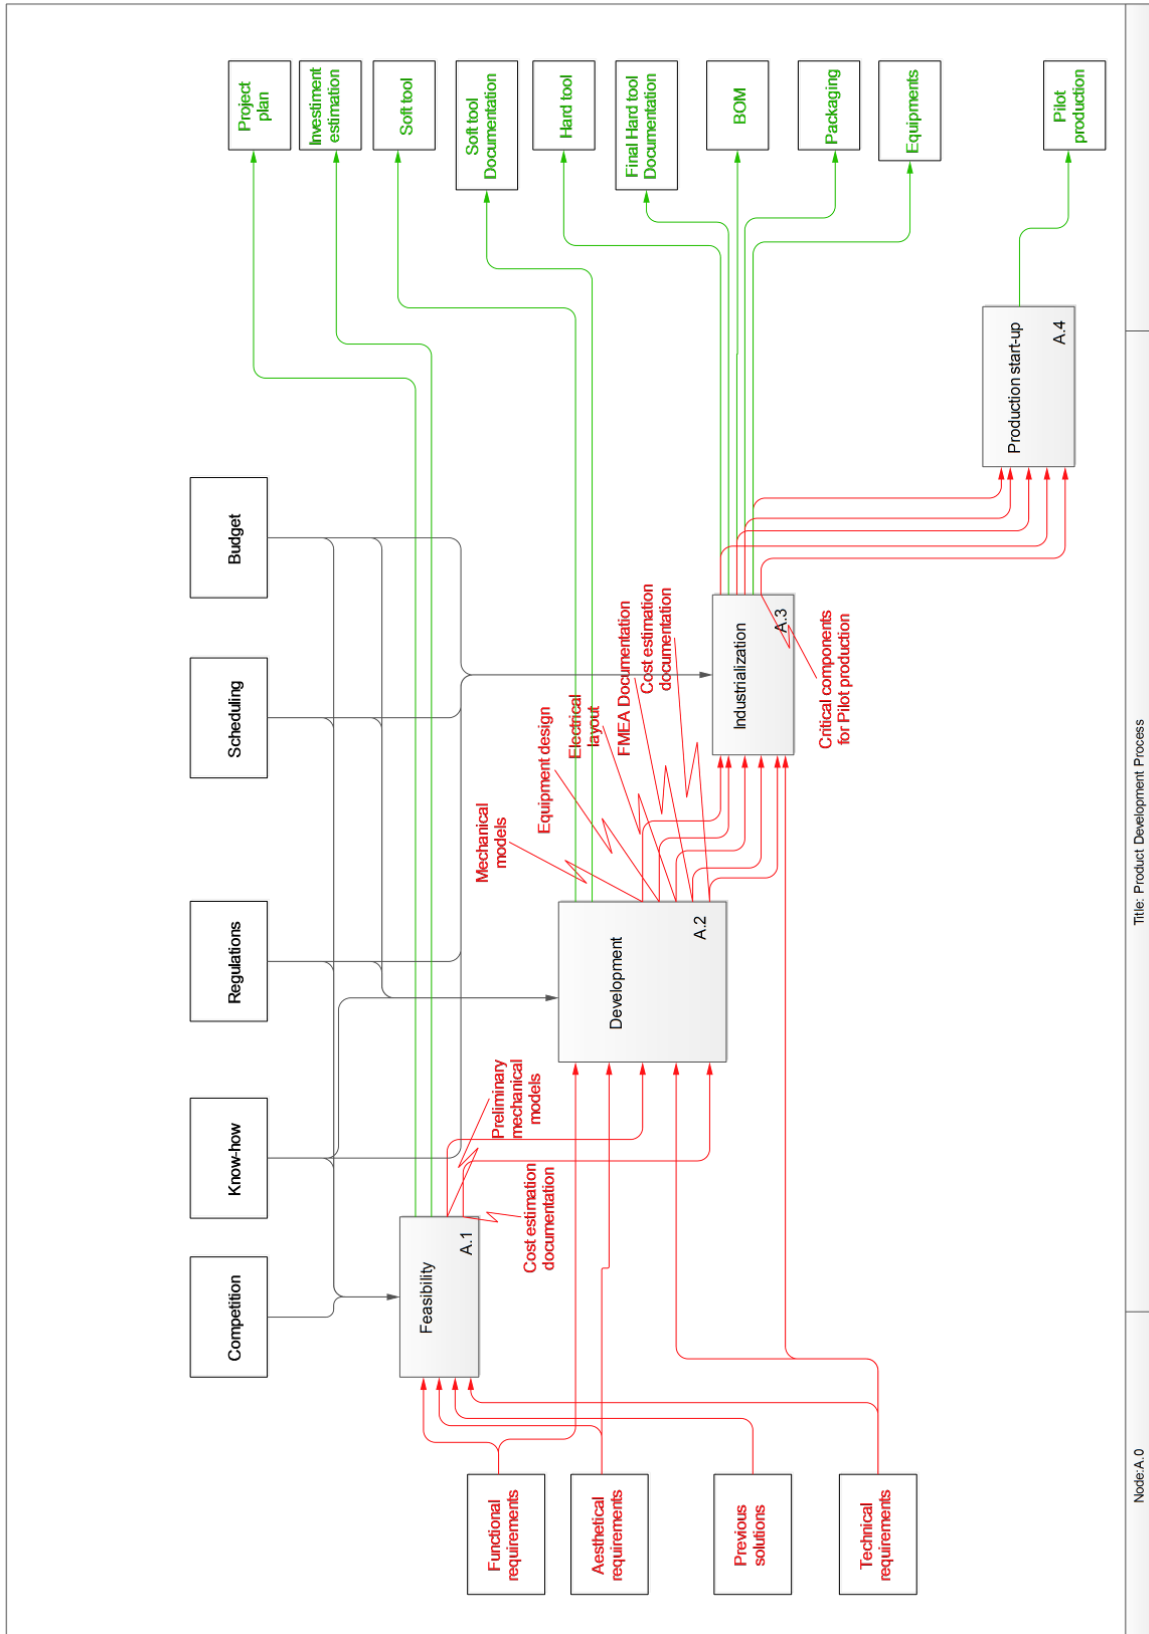 Competition
Know-how
Regulations
Scheduling
Budget
Project
plan
Investiment
estimation
Soft tool
Soft tool
Documentation
Hard tool
Final Hard tool
Documentation
BOM
Packaging
Equipments
Pilot
production
Functional
requirements
Aesthetical
requirements
Previous
solutions
Technical
requirements
Feasibility
A.1
Cost estimation
documentation
Preliminary
mechanical
models
Development
A.2
Mechanical
models
Equipment design
Electrical
layout
FMEA Documentation
Cost estimation
documentation
Industrialization
A.3
Critical components
for Pilot production
Production start-up
A.4
Node:A.0
Title: Product Development Process